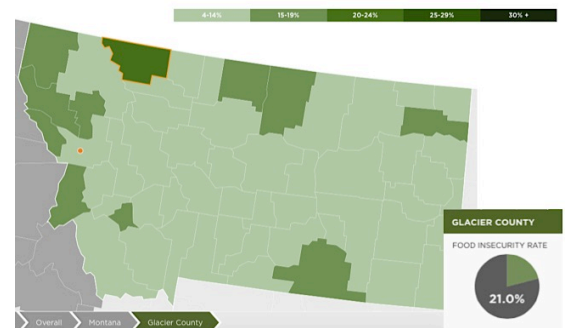 4-14% 15-19% 20-24% 25-29% 30% +
GLACIER COUNTY
FOOD INSECURITY RATE
21.0%
Overall Montana Glacier County